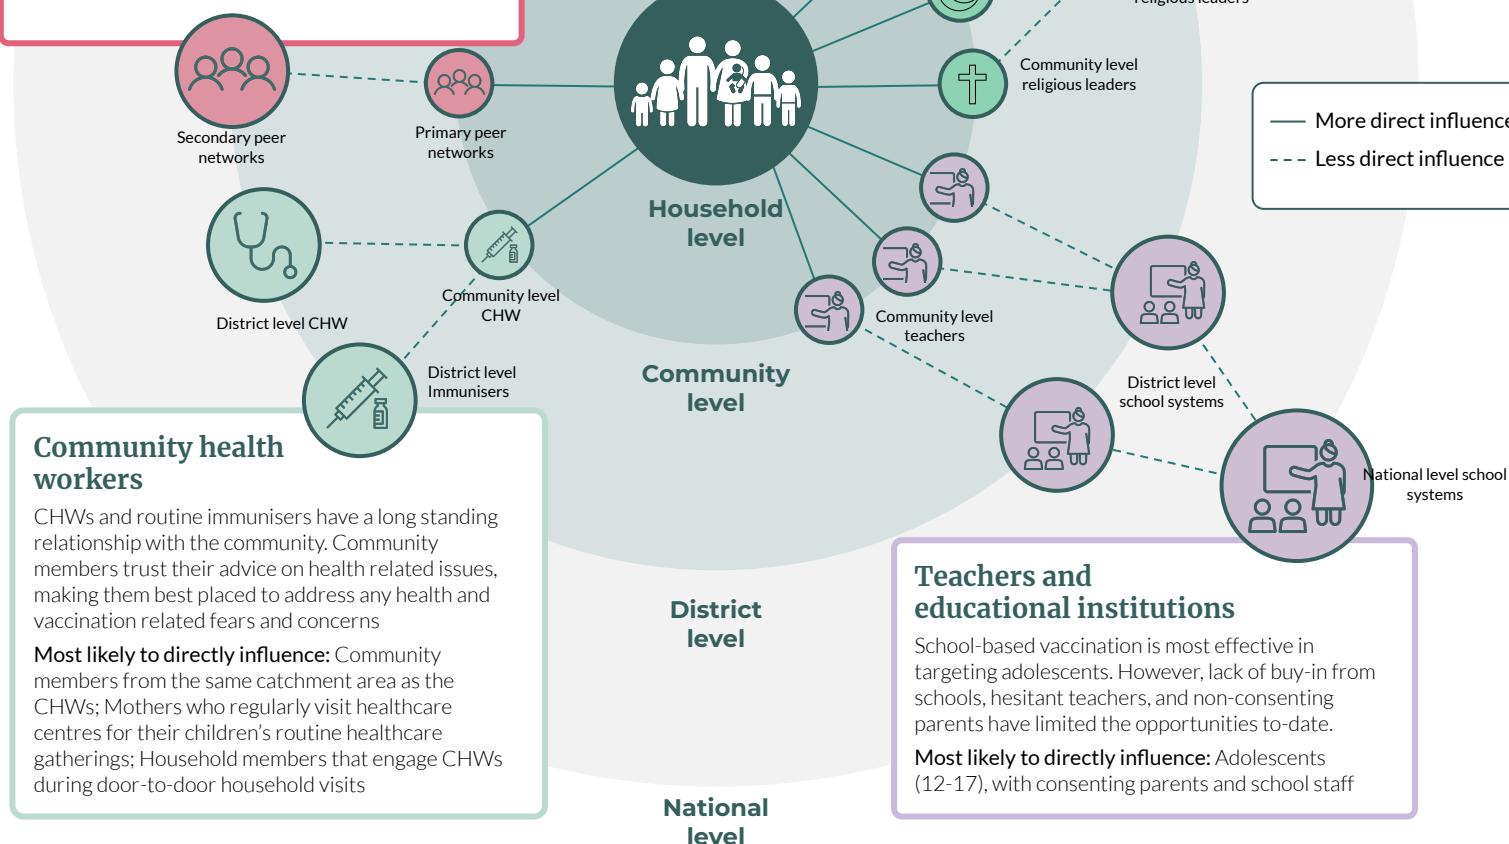 religious leaders
Community level
religious leaders
More direct influence
Less direct influence
Secondary peer
networks
Primary peer
networks
Household
level
District level CHW
Community level
CHW
Community level
teachers
District level
Immunisers
Community
level
District level
school systems
National level school
systems
Community health
workers
CHWs and routine immunisers have a long standing
relationship with the community. Community
members trust their advice on health related issues,
making them best placed to address any health and
vaccination related fears and concerns
Most likely to directly influence: Community
members from the same catchment area as the
CHWs; Mothers who regularly visit healthcare
centres for their children’s routine healthcare
gatherings; Household members that engage CHWs
during door-to-door household visits
District
level
Teachers and
educational institutions
School-based vaccination is most effective in
targeting adolescents. However, lack of buy-in from
schools, hesitant teachers, and non-consenting
parents have limited the opportunities to-date.
Most likely to directly influence: Adolescents
(12-17), with consenting parents and school staff
National
level